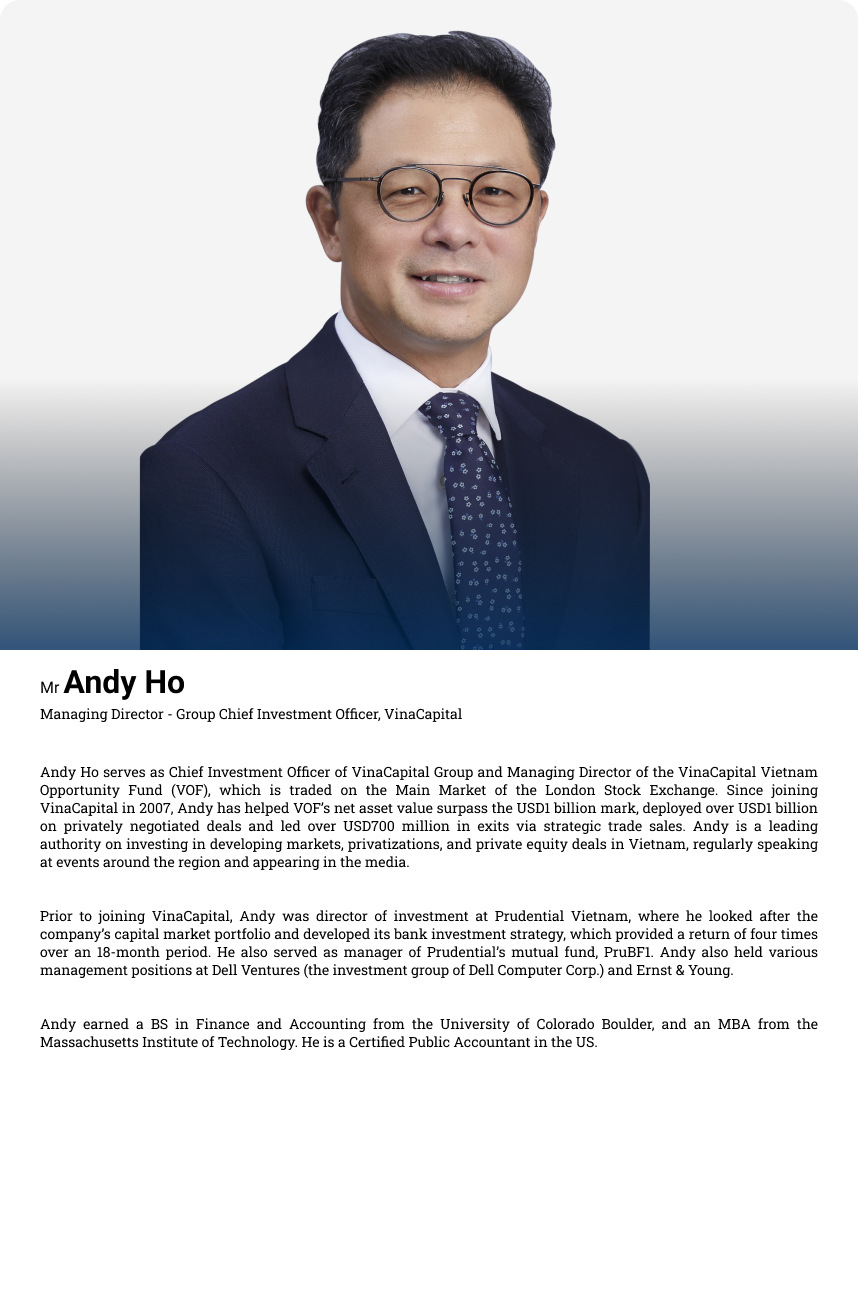 Mr Andy Ho
Managing Director - Group Chief Investment Officer, VinaCapital
Andy Ho serves as Chief Investment Officer of VinaCapital Group and Managing Director of the VinaCapital Vietnam
Opportunity Fund (VOF), which is traded on the Main Market of the London Stock Exchange. Since joining
VinaCapital in 2007, Andy has helped VOF’s net asset value surpass the USD1 billion mark, deployed over USD1 billion
on privately negotiated deals and led over USD700 million in exits via strategic trade sales. Andy is a leading
authority on investing in developing markets, privatizations, and private equity deals in Vietnam, regularly speaking
at events around the region and appearing in the media.
Prior to joining VinaCapital, Andy was director of investment at Prudential Vietnam, where he looked after the
company’s capital market portfolio and developed its bank investment strategy, which provided a return of four times
over an 18-month period. He also served as manager of Prudential’s mutual fund, PruBF1. Andy also held various
management positions at Dell Ventures (the investment group of Dell Computer Corp.) and Ernst & Young.
Andy earned a BS in Finance and Accounting from the University of Colorado Boulder, and an MBA from the
Massachusetts Institute of Technology. He is a Certified Public Accountant in the US.